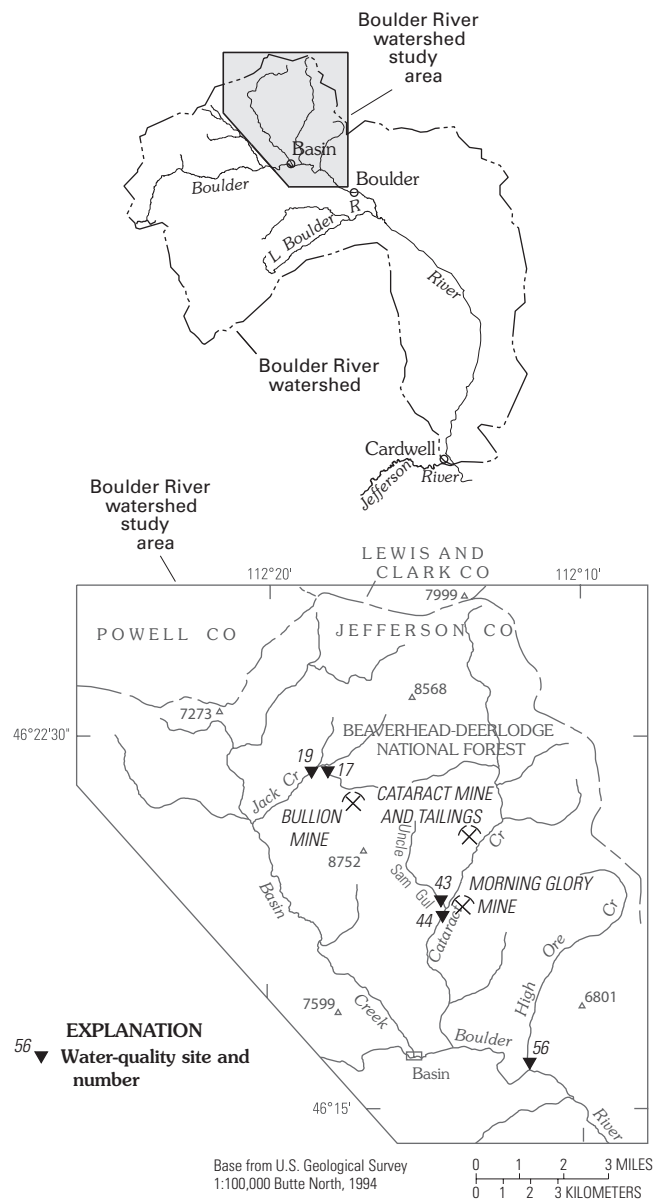 Boulder River
watershed
study
area
Basin
Boulder
Boulder
R
L Boulder
River
Boulder River
watershed
Cardwell
Jefferson
River
Boulder River
watershed
study
area
LEWIS AND
CLARK CO
112°20'
112°10'
7999
POWELL CO
JEFFERSON CO
8568
7273
46°22'30"
BEAVERHEAD-DEERLODGE
NATIONAL FOREST
19
17
Jack Cr
BULLION
MINE
CATARACT MINE
AND TAILINGS
Uncle
Sam Gul
Cr
8752
43
MORNING GLORY
MINE
44
Cataract
Basin
Creek
High
Ore
Cr
7599
6801
56
EXPLANATION
Water-quality site and
number
Boulder
56
Basin
River
46°15'
Base from U.S. Geological Survey
1:100,000 Butte North, 1994
0 1 2 3 MILES
0 1 2 3 KILOMETERS